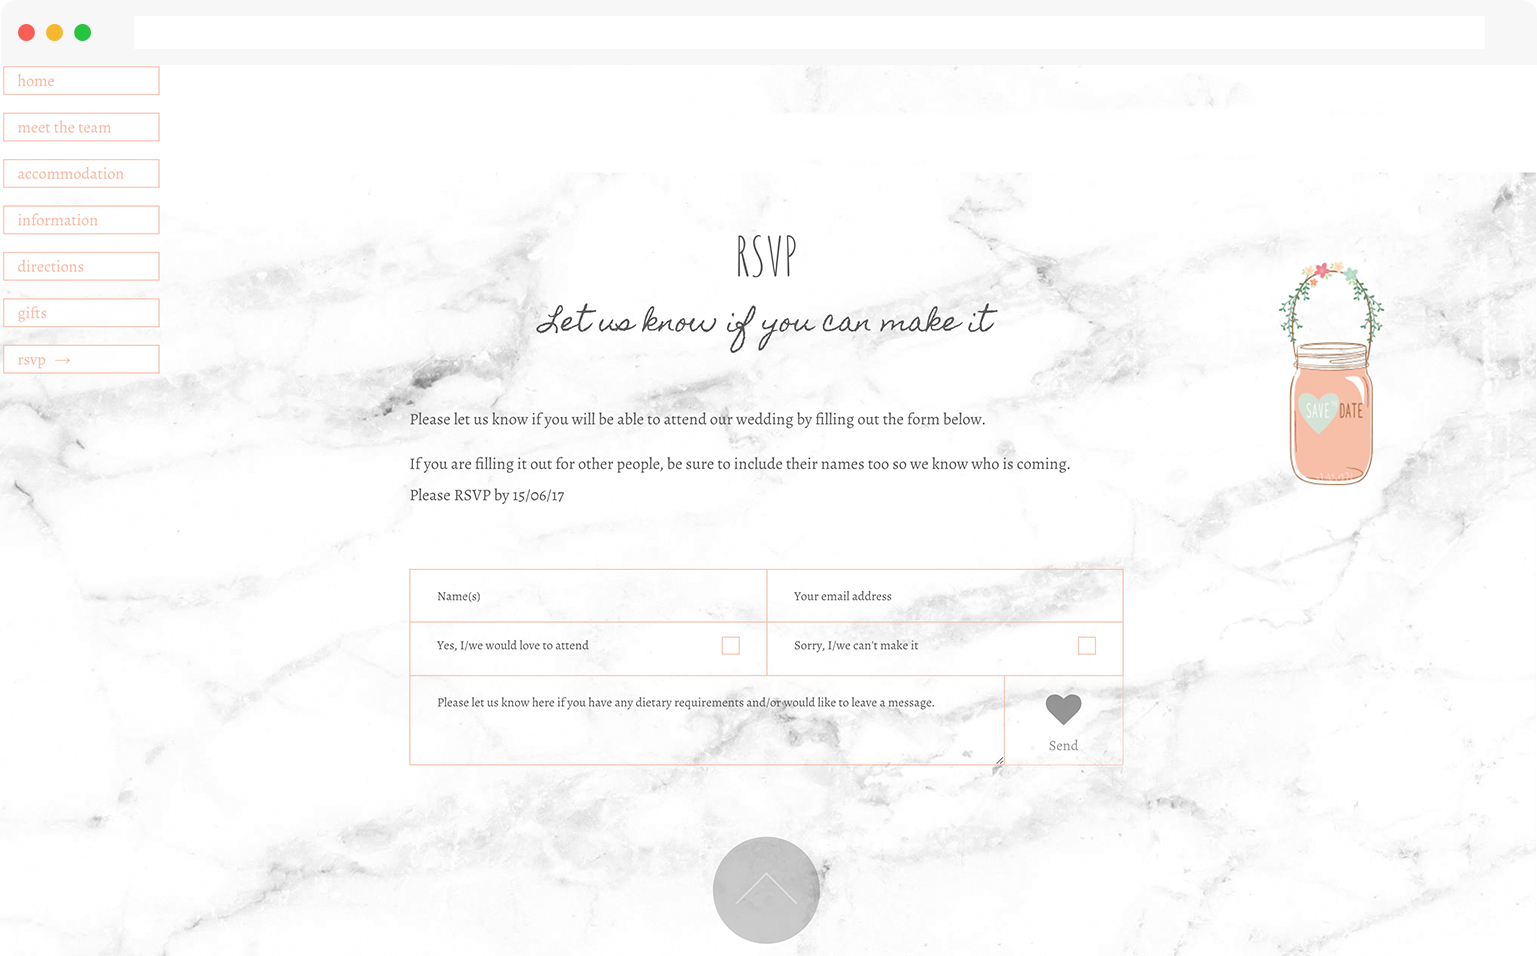 home
meet the team
accommodation
information
directions
gifts
rsvp →
RSVP
Let us know if you can make it
SAVE THE DATE
Please let us know if you will be able to attend our wedding by filling out the form below.
If you are filling it out for other people, be sure to include their names too so we know who is coming.
Please RSVP by 15/06/17
Name(s)
Your email address
Yes, I/we would love to attend
Sorry, I/we can't make it
Please let us know here if you have any dietary requirements and/or would like to leave a message.
Send